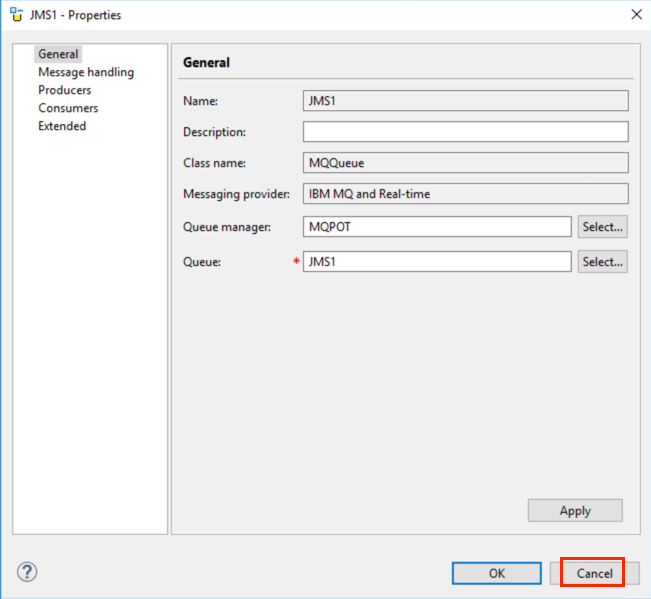 JMS1 - Properties
General
Message handling
Producers
Consumers
Extended
General
Name: JMS1
Description:
Class name: MQQueue
Messaging provider: IBM MQ and Real-time
Queue manager: MQPOT Select...
Queue: * JMS1 Select...
Apply
? OK Cancel